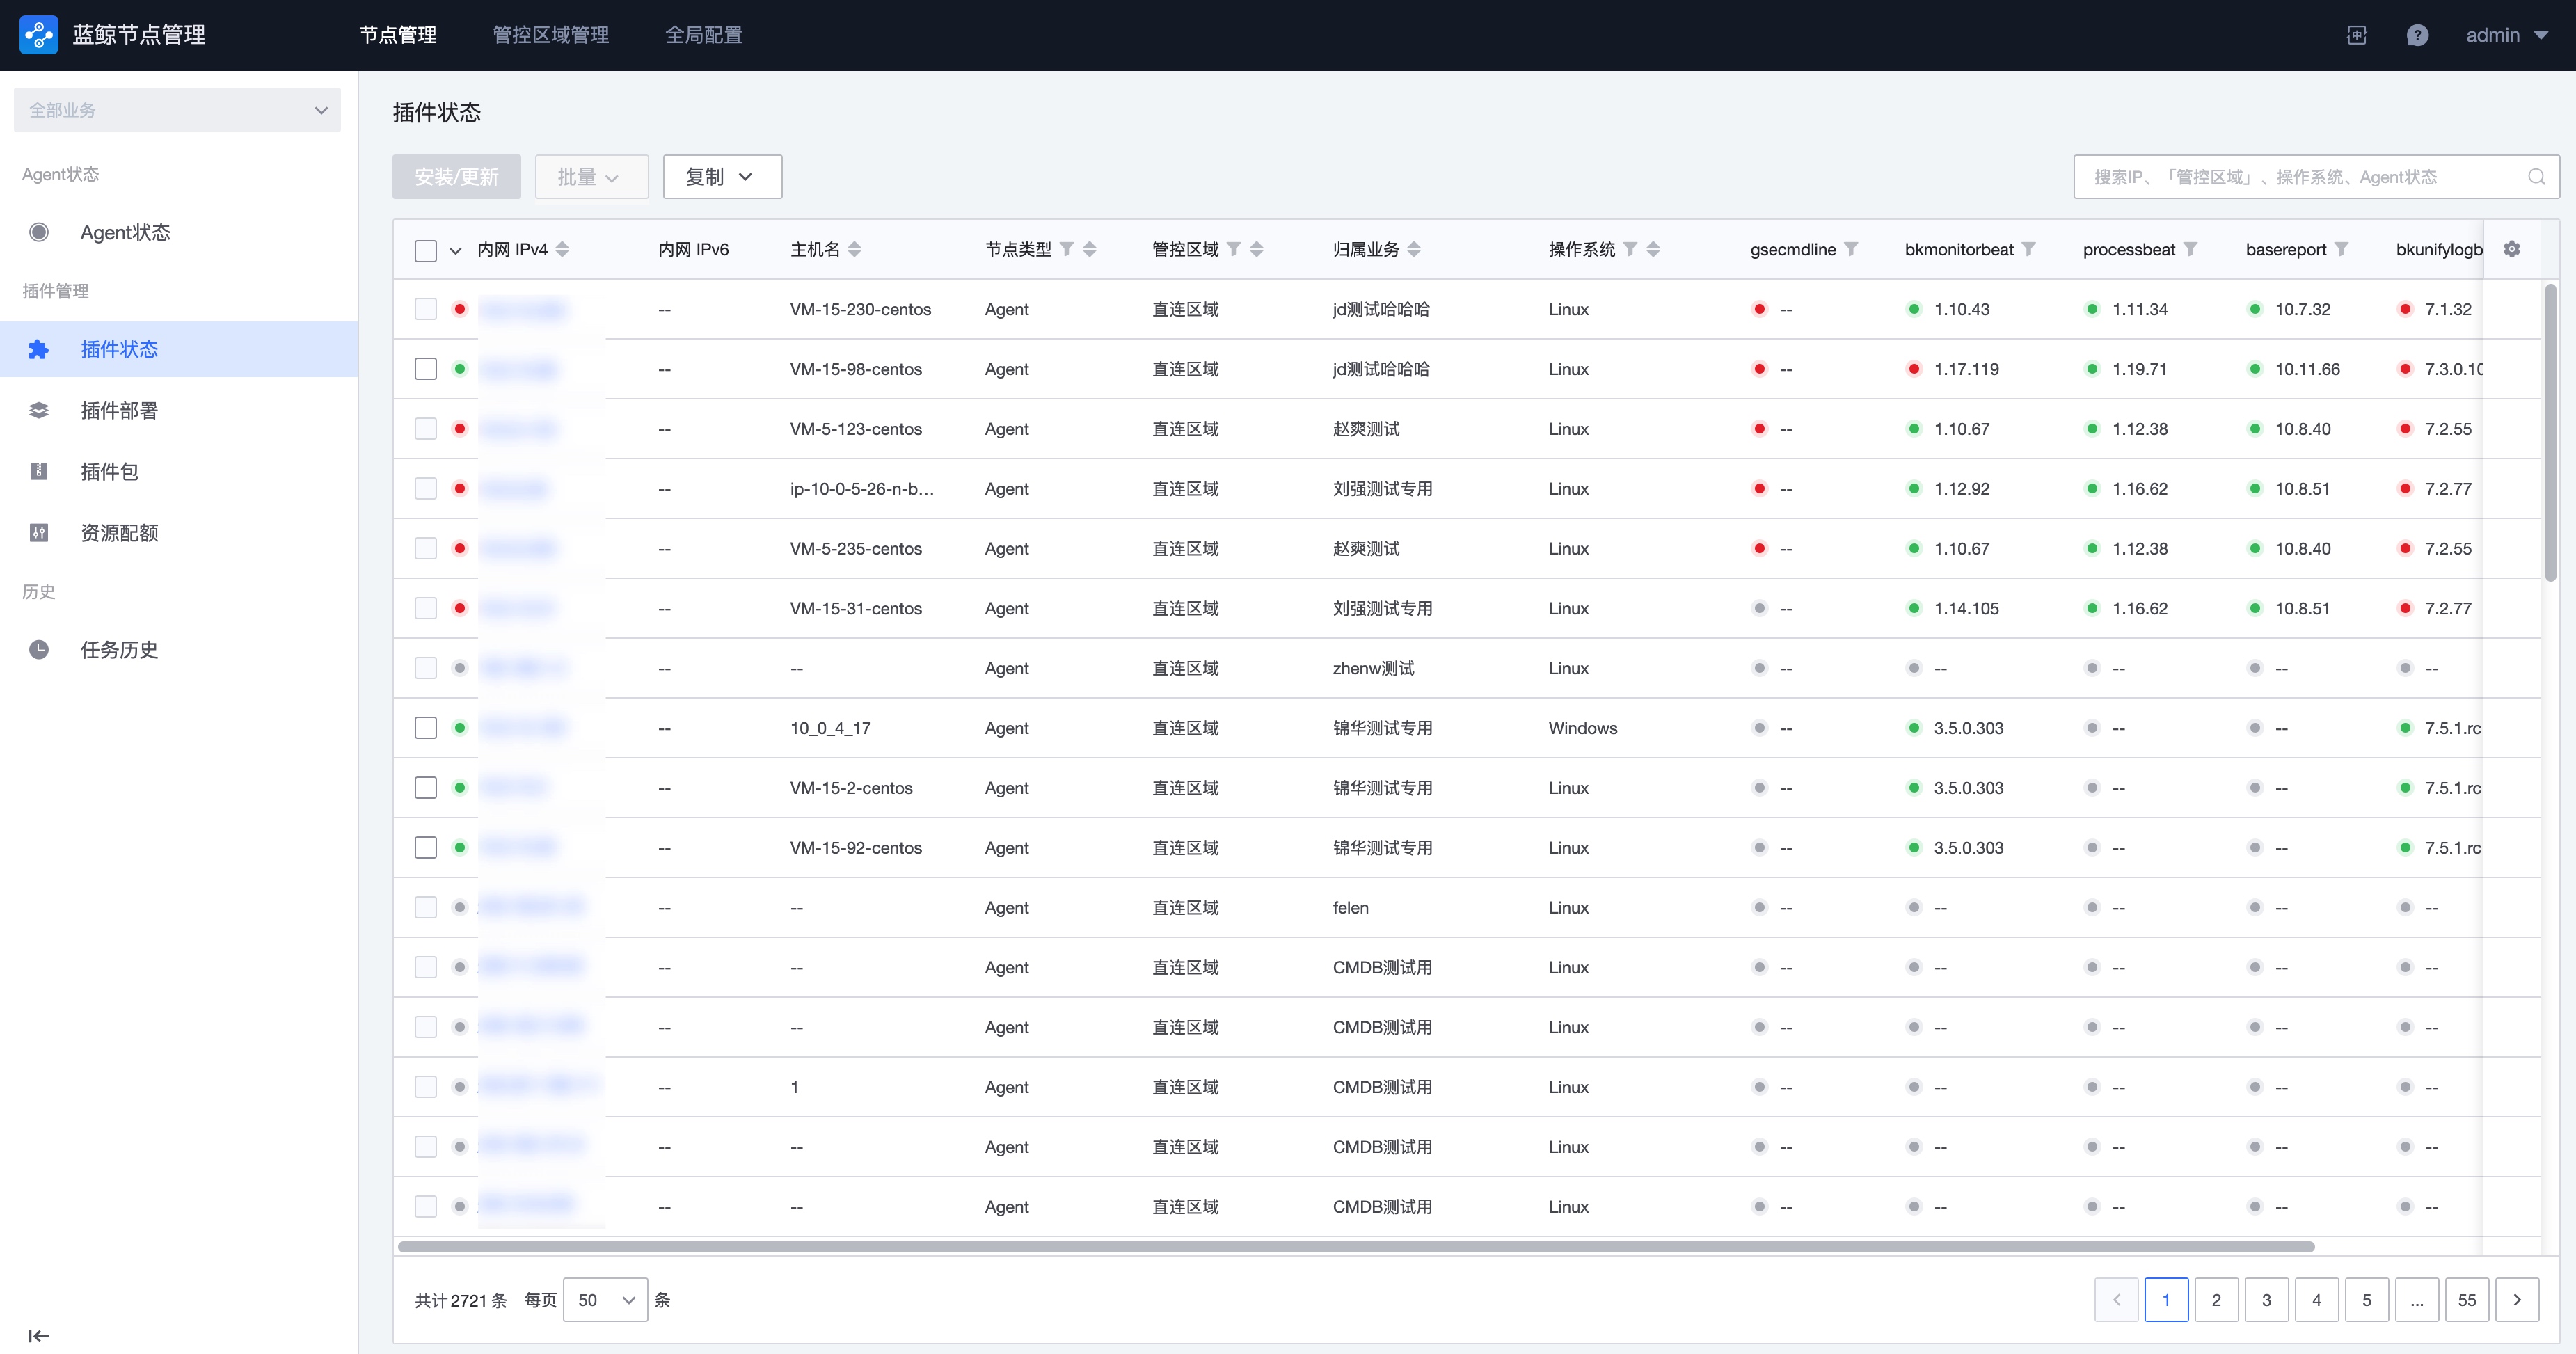 蓝鲸节点管理 节点管理 管控区域管理 全局配置 admin
全部业务
Agent状态
Agent状态
插件管理
插件状态
插件部署
插件包
资源配额
历史
任务历史
插件状态
安装/更新 批量 复制 搜索IP、「管控区域」、操作系统、Agent状态
内网 IPv4 内网 IPv6 主机名 节点类型 管控区域 归属业务 操作系统 gsecmdline bkmonitorbeat processbeat basereport bkunifylogb
-- VM-15-230-centos Agent 直连区域 jd测试哈哈哈 Linux -- 1.10.43 1.11.34 10.7.32 7.1.32
-- VM-15-98-centos Agent 直连区域 jd测试哈哈哈 Linux -- 1.17.119 1.19.71 10.11.66 7.3.0.10
-- VM-5-123-centos Agent 直连区域 赵爽测试 Linux -- 1.10.67 1.12.38 10.8.40 7.2.55
-- ip-10-0-5-26-n-b... Agent 直连区域 刘强测试专用 Linux -- 1.12.92 1.16.62 10.8.51 7.2.77
-- VM-5-235-centos Agent 直连区域 赵爽测试 Linux -- 1.10.67 1.12.38 10.8.40 7.2.55
-- VM-15-31-centos Agent 直连区域 刘强测试专用 Linux -- 1.14.105 1.16.62 10.8.51 7.2.77
-- -- Agent 直连区域 zhenw测试 Linux -- -- -- -- --
-- 10_0_4_17 Agent 直连区域 锦华测试专用 Windows -- 3.5.0.303 -- -- 7.5.1.rc
-- VM-15-2-centos Agent 直连区域 锦华测试专用 Linux -- 3.5.0.303 -- -- 7.5.1.rc
-- VM-15-92-centos Agent 直连区域 锦华测试专用 Linux -- 3.5.0.303 -- -- 7.5.1.rc
-- -- Agent 直连区域 felen Linux -- -- -- -- --
-- -- Agent 直连区域 CMDB测试用 Linux -- -- -- -- --
-- -- Agent 直连区域 CMDB测试用 Linux -- -- -- -- --
-- 1 Agent 直连区域 CMDB测试用 Linux -- -- -- -- --
-- -- Agent 直连区域 CMDB测试用 Linux -- -- -- -- --
-- -- Agent 直连区域 CMDB测试用 Linux -- -- -- -- --
共计 2721 条 每页 50 条 1 2 3 4 5 ... 55